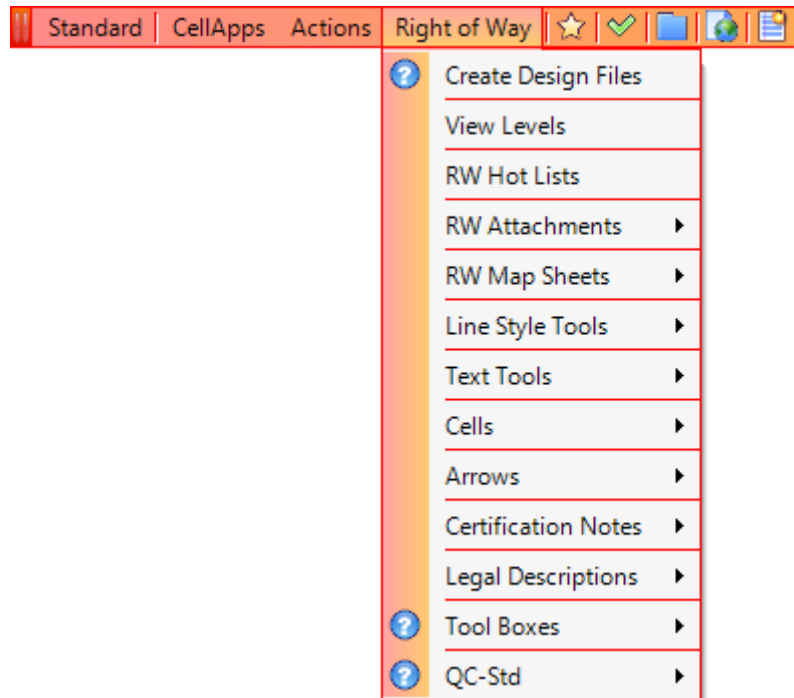 Standard CellApps Actions Right of Way
Create Design Files
View Levels
RW Hot Lists
RW Attachments
RW Map Sheets
Line Style Tools
Text Tools
Cells
Arrows
Certification Notes
Legal Descriptions
Tool Boxes
QC-Std